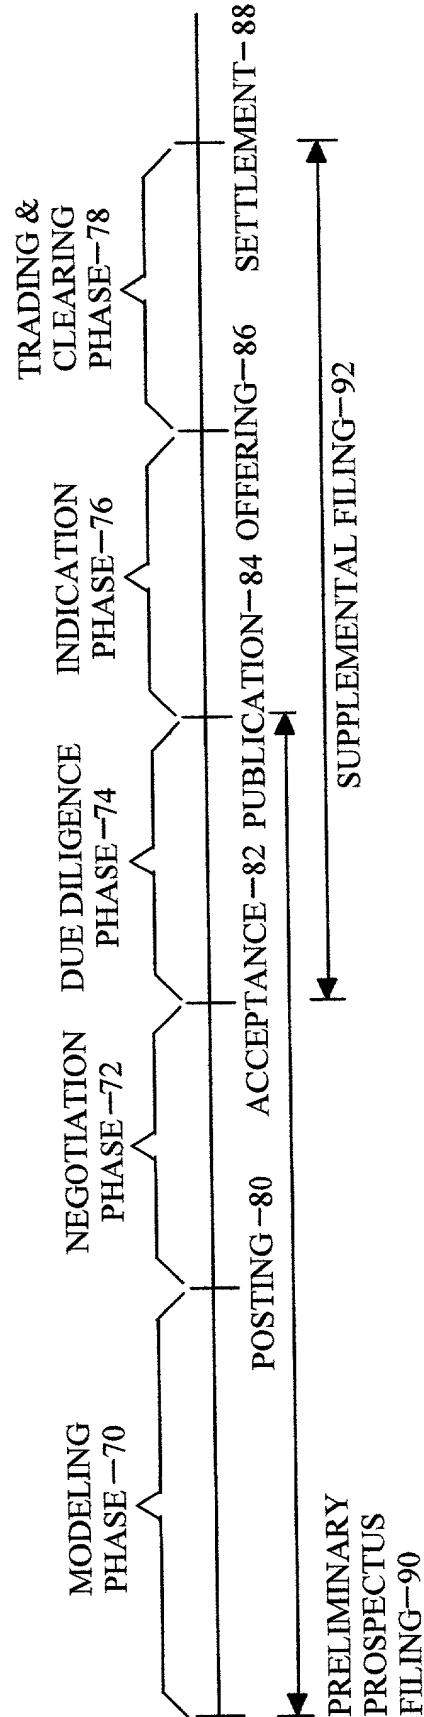 MODELING
PHASE—70
NEGOTIATION
PHASE—72
DUE DILIGENCE
PHASE—74
INDICATION
PHASE—76
TRADING &
CLEARING
PHASE—78
POSTING—80
ACCEPTANCE—82
PUBLICATION—84
OFFERING—86
SETTLEMENT—88
PRELIMINARY
PROSPECTUS
FILING—90
SUPPLEMENTAL FILING—92